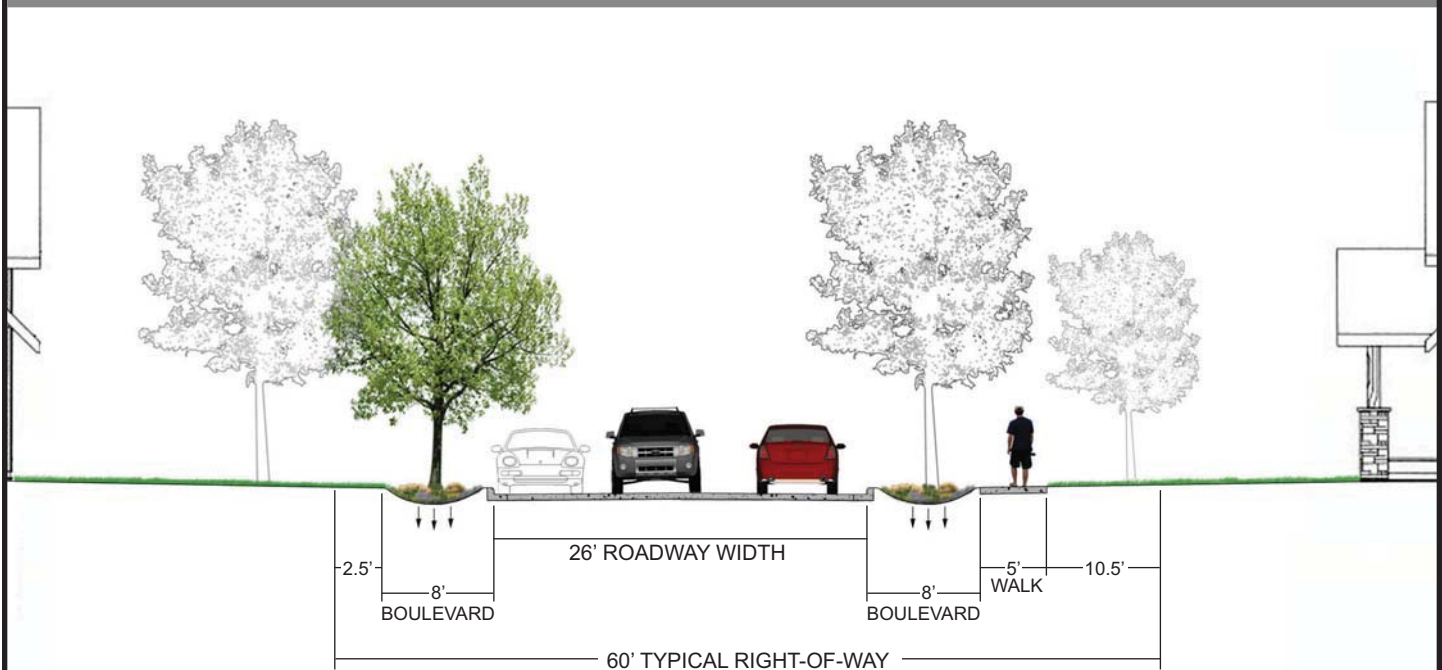 26' ROADWAY WIDTH
2.5'
8'
BOULEVARD
8'
BOULEVARD
5'
WALK
10.5'
60' TYPICAL RIGHT-OF-WAY